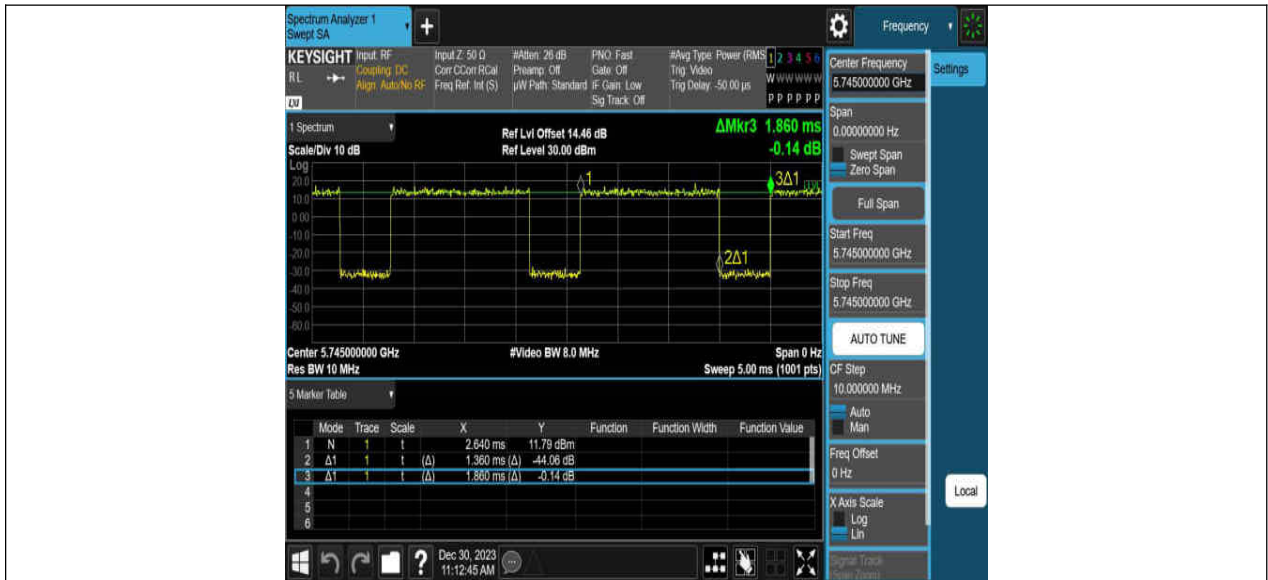 Spectrum Analyzer 1
Swept SA
+
Frequency
KEYSIGHT
RL
Input: RF
Coupling: DC
Align: Auto/No RF
Input Z: 50 Ω
Corr CCorr RCal
Freq Ref: Int (S)
#Atten: 26 dB
Preamp: Off
µW Path: Standard
PNO: Fast
Gate: Off
IF Gain: Low
Sig Track: Off
#Avg Type: Power (RMS
Trig: Video
Trig Delay: -50.00 µs
1 2 3 4 5 6
W W W W W W
P P P P P P
Center Frequency
5.745000000 GHz
Settings
Span
0.00000000 Hz
Swept Span
Zero Span
Full Span
Start Freq
5.745000000 GHz
Stop Freq
5.745000000 GHz
AUTO TUNE
CF Step
10.000000 MHz
Auto
Man
Freq Offset
0 Hz
X Axis Scale
Log
Lin
Signal Track
(Span Zoom)
Local
1 Spectrum
Scale/Div 10 dB
Ref Lvl Offset 14.46 dB
Ref Level 30.00 dBm
ΔMkr3 1.860 ms
-0.14 dB
Log
20.0
10.0
0.00
-10.0
-20.0
-30.0
-40.0
-50.0
-60.0
1
3Δ1
2Δ1
Center 5.745000000 GHz
Res BW 10 MHz
#Video BW 8.0 MHz
Span 0 Hz
Sweep 5.00 ms (1001 pts)
5 Marker Table
Mode Trace Scale X Y Function Function Width Function Value
1 N 1 t 2.640 ms 11.79 dBm
2 Δ1 1 t (Δ) 1.360 ms (Δ) -44.06 dB
3 Δ1 1 t (Δ) 1.860 ms (Δ) -0.14 dB
4
5
6
?
Dec 30, 2023
11:12:45 AM